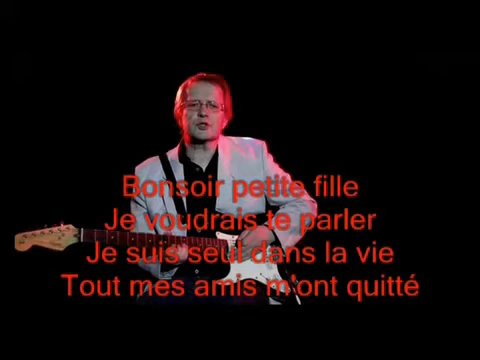 Bonsoir petite fille
Je voudrais te parler
Je suis seul dans la vie
Tout mes amis m'ont quitté